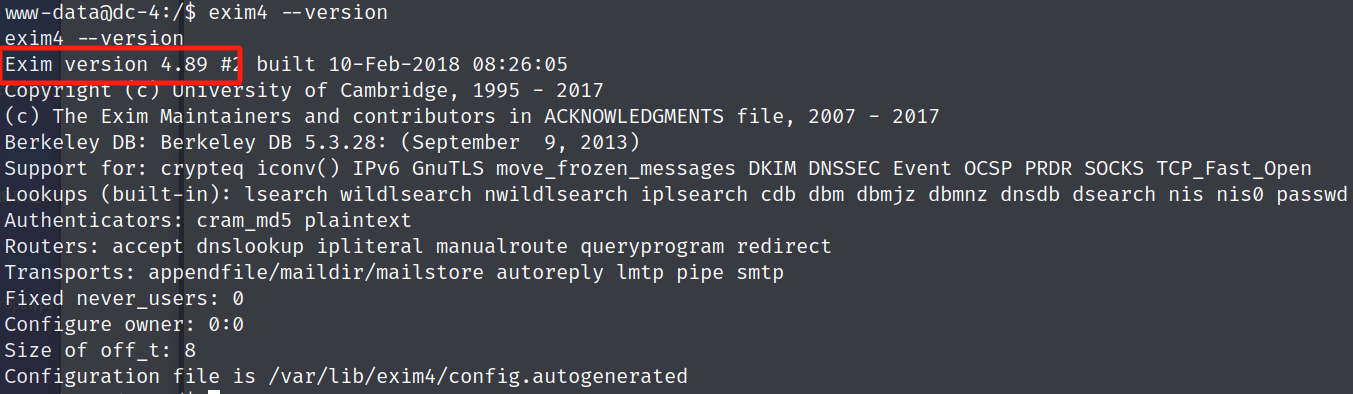 www-data@dc-4:/$ exim4 --version
exim4 --version
Exim version 4.89 #2 built 10-Feb-2018 08:26:05
Copyright (c) University of Cambridge, 1995 - 2017
(c) The Exim Maintainers and contributors in ACKNOWLEDGMENTS file, 2007 - 2017
Berkeley DB: Berkeley DB 5.3.28: (September  9, 2013)
Support for: crypteq iconv() IPv6 GnuTLS move_frozen_messages DKIM DNSSEC Event OCSP PRDR SOCKS TCP_Fast_Open
Lookups (built-in): lsearch wildlsearch nwildlsearch iplsearch cdb dbm dbmjz dbmnz dnsdb dsearch nis nis0 passwd
Authenticators: cram_md5 plaintext
Routers: accept dnslookup ipliteral manualroute queryprogram redirect
Transports: appendfile/maildir/mailstore autoreply lmtp pipe smtp
Fixed never_users: 0
Configure owner: 0:0
Size of off_t: 8
Configuration file is /var/lib/exim4/config.autogenerated